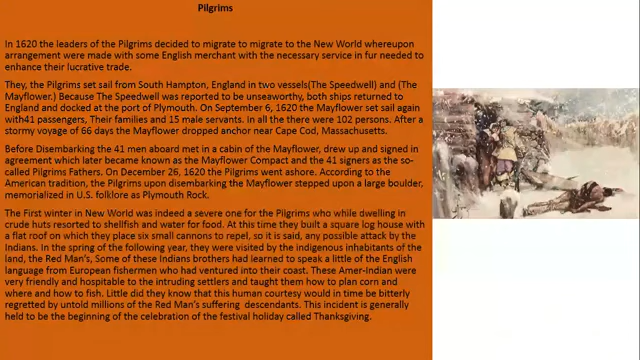 Pilgrims
In 1620 the leaders of the Pilgrims decided to migrate to migrate to the New World whereupon
arrangement were made with some English merchant with the necessary service in fur needed to
enhance their lucrative trade.
They, the Pilgrims set sail from South Hampton, England in two vessels(The Speedwell) and (The
Mayflower.) Because The Speedwell was reported to be unseaworthy, both ships returned to
England and docked at the port of Plymouth. On September 6, 1620 the Mayflower set sail again
with41 passengers, Their families and 15 male servants. In all the there were 102 persons. After a
stormy voyage of 66 days the Mayflower dropped anchor near Cape Cod, Massachusetts.
Before Disembarking the 41 men aboard met in a cabin of the Mayflower, drew up and signed in
agreement which later became known as the Mayflower Compact and the 41 signers as the so-
called Pilgrims Fathers. On December 26, 1620 the Pilgrims went ashore. According to the
American tradition, the Pilgrims upon disembarking the Mayflower stepped upon a large boulder,
memorialized in U.S. folklore as Plymouth Rock.
The First winter in New World was indeed a severe one for the Pilgrims who while dwelling in
crude huts resorted to shellfish and water for food. At this time they built a square log house with
a flat roof on which they place six small cannons to repel, so it is said, any possible attack by the
Indians. In the spring of the following year, they were visited by the indigenous inhabitants of the
land, the Red Man's, Some of these Indians brothers had learned to speak a little of the English
language from European fishermen who had ventured into their coast. These Amer-Indian were
very friendly and hospitable to the intruding settlers and taught them how to plan corn and
where and how to fish. Little did they know that this human courtesy would in time be bitterly
regretted by untold millions of the Red Man's suffering descendants. This incident is generally
held to be the beginning of the celebration of the festival holiday called Thanksgiving.